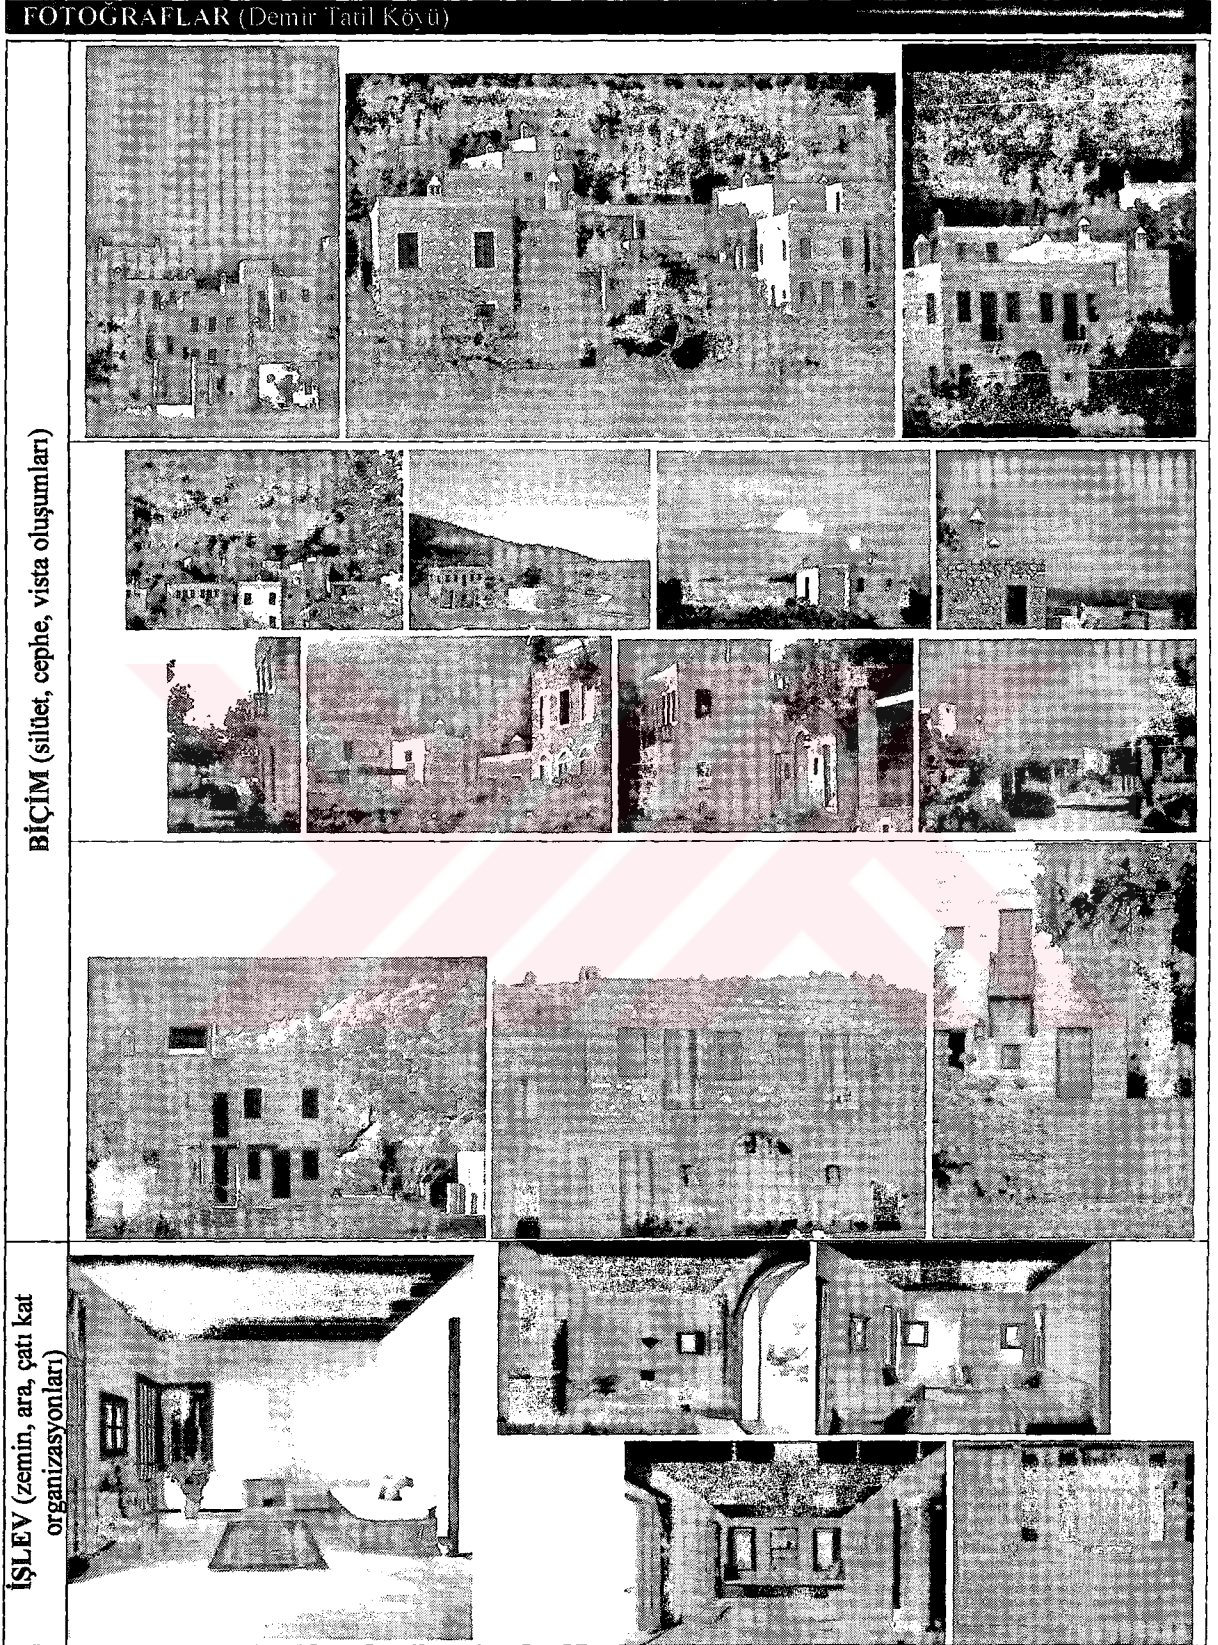 FOTOĞRAFLAR (Demir Tatil Köyü)
BİÇİM (silüet, cephe, vista oluşumları)
İŞLEV (zemin, ara, çatı kat
organizasyonları)